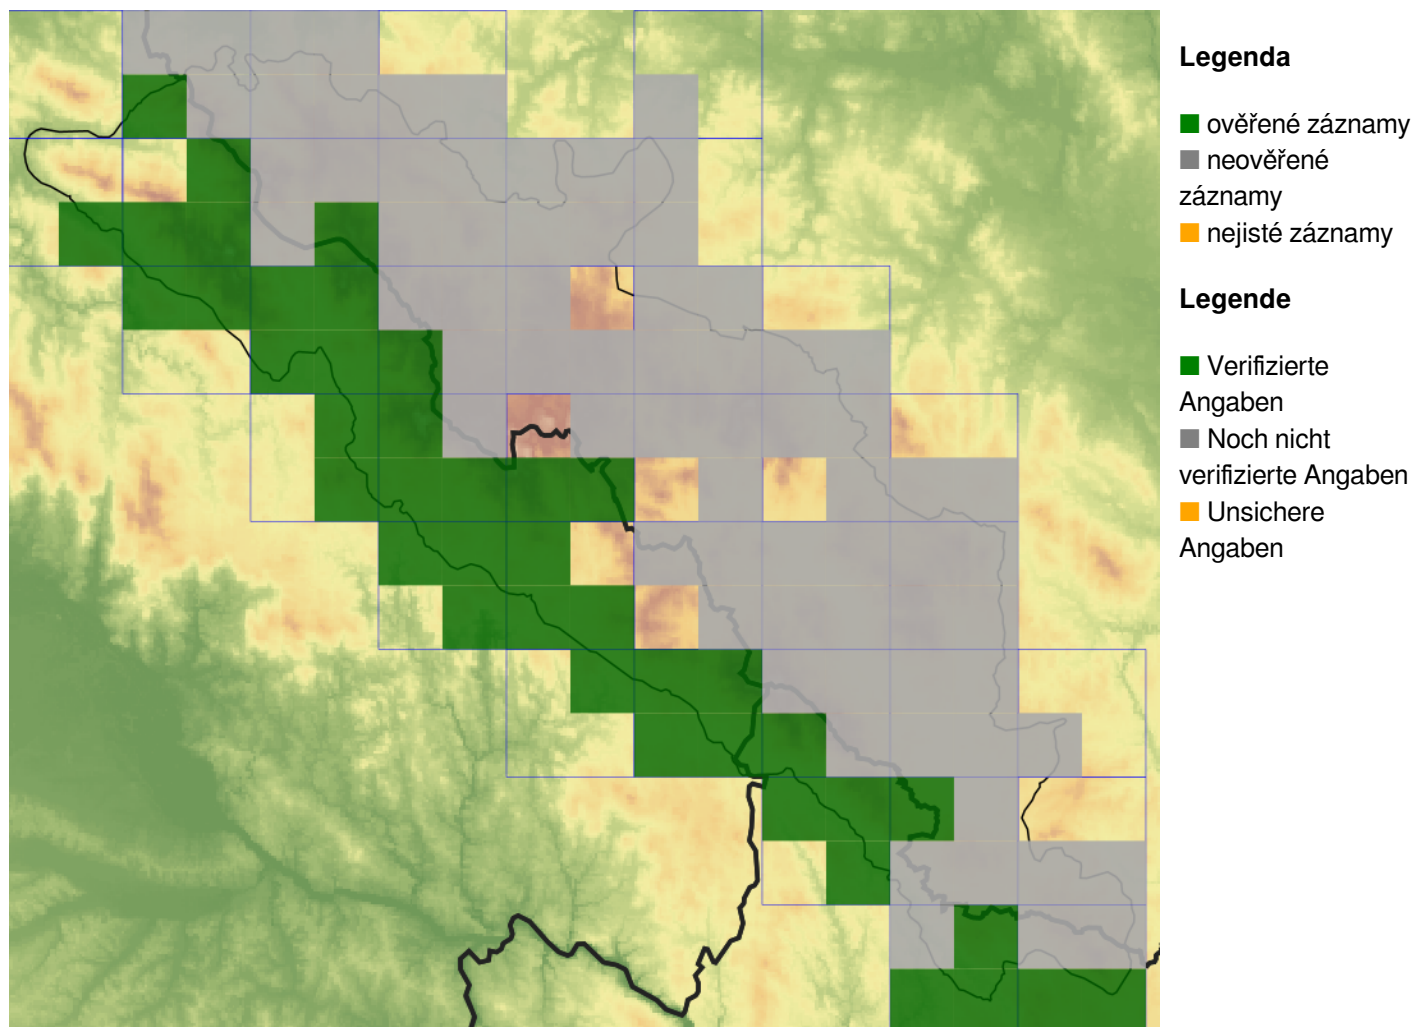 Legenda
ověřené záznamy
neověřené
záznamy
nejisté záznamy
Legende
Verifizierte
Angaben
Noch nicht
verifizierte Angaben
Unsichere
Angaben